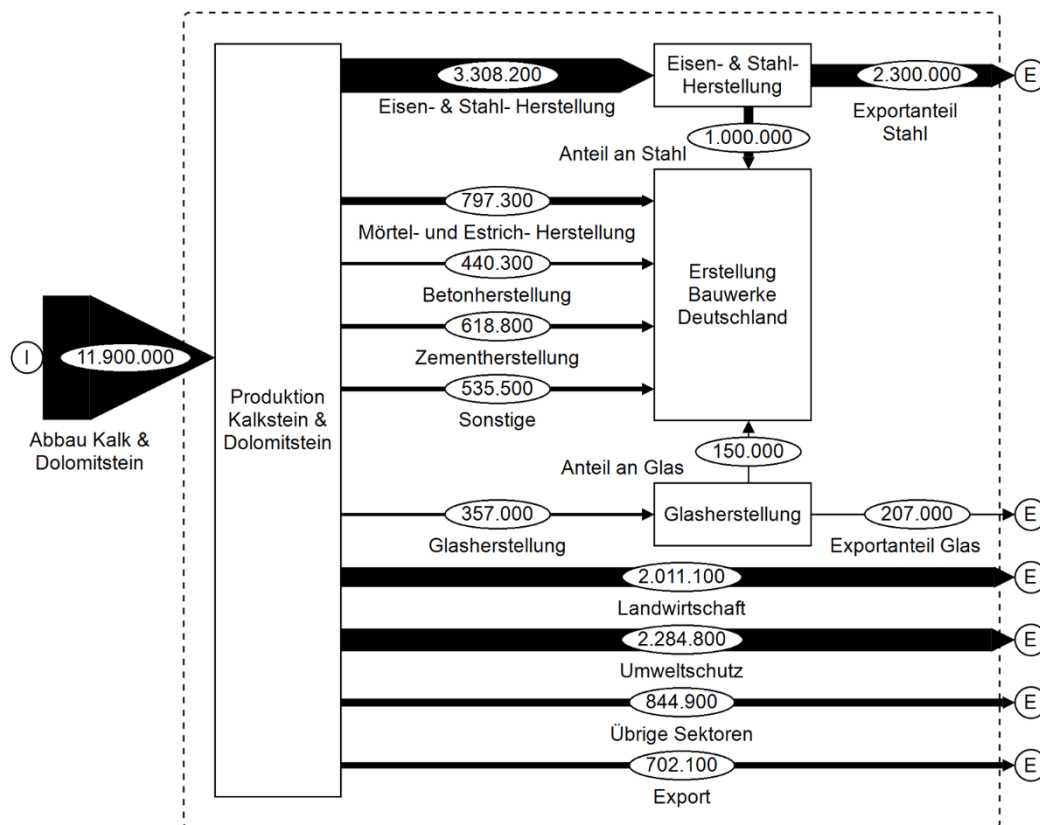 3.308.200
Eisen- & Stahl- Herstellung
Eisen- & Stahl-
Herstellung
2.300.000
E
Exportanteil
Stahl
1.000.000
Anteil an Stahl
797.300
Mörtel- und Estrich- Herstellung
440.300
Betonherstellung
618.800
Zementherstellung
535.500
Sonstige
Erstellung
Bauwerke
Deutschland
I
11.900.000
Abbau Kalk &
Dolomitstein
Produktion
Kalkstein &
Dolomitstein
150.000
Anteil an Glas
357.000
Glasherstellung
Glasherstellung
207.000
E
Exportanteil Glas
2.011.100
E
Landwirtschaft
2.284.800
E
Umweltschutz
844.900
E
Übrige Sektoren
702.100
E
Export